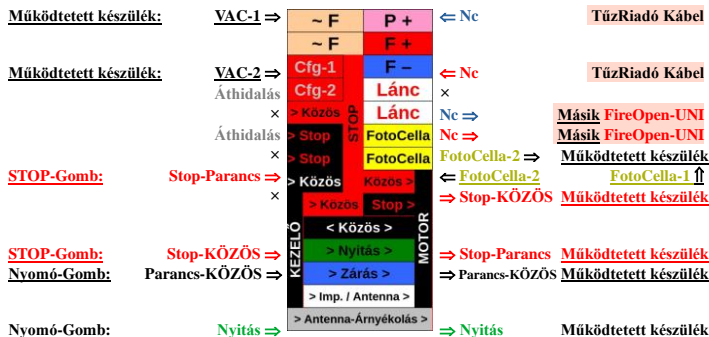 Működtetett készülék: VAC-1 ⇒ ~ F P + ⇐ Nc TűzRiadó Kábel
~ F F +
Működtetett készülék: VAC-2 ⇒ Cfg-1 F – ⇐ Nc TűzRiadó Kábel
Áthidalás Cfg-2 Lánc ×
× > Közös Lánc Nc ⇒ Másik FireOpen-UNI
Áthidalás > Stop STOP FotoCella Nc ⇒ Másik FireOpen-UNI
× > Stop FotoCella FotoCella-2 ⇒ Működtetett készülék
STOP-Gomb: Stop-Parancs ⇒ > Közös Közös > ⇐ FotoCella-2 FotoCella-1 ⇑
× > Közös Stop > ⇒ Stop-KÖZÖS Működtetett készülék
KEZELŐ < Közös > MOTOR
STOP-Gomb: Stop-KÖZÖS ⇒ > Nyitás > ⇒ Stop-Parancs Működtetett készülék
Nyomó-Gomb: Parancs-KÖZÖS ⇒ > Zárás > ⇒ Parancs-KÖZÖS Működtetett készülék
> Imp. / Antenna >
> Antenna-Árnyékolás >
Nyomó-Gomb: Nyitás ⇒ ⇒ Nyitás Működtetett készülék